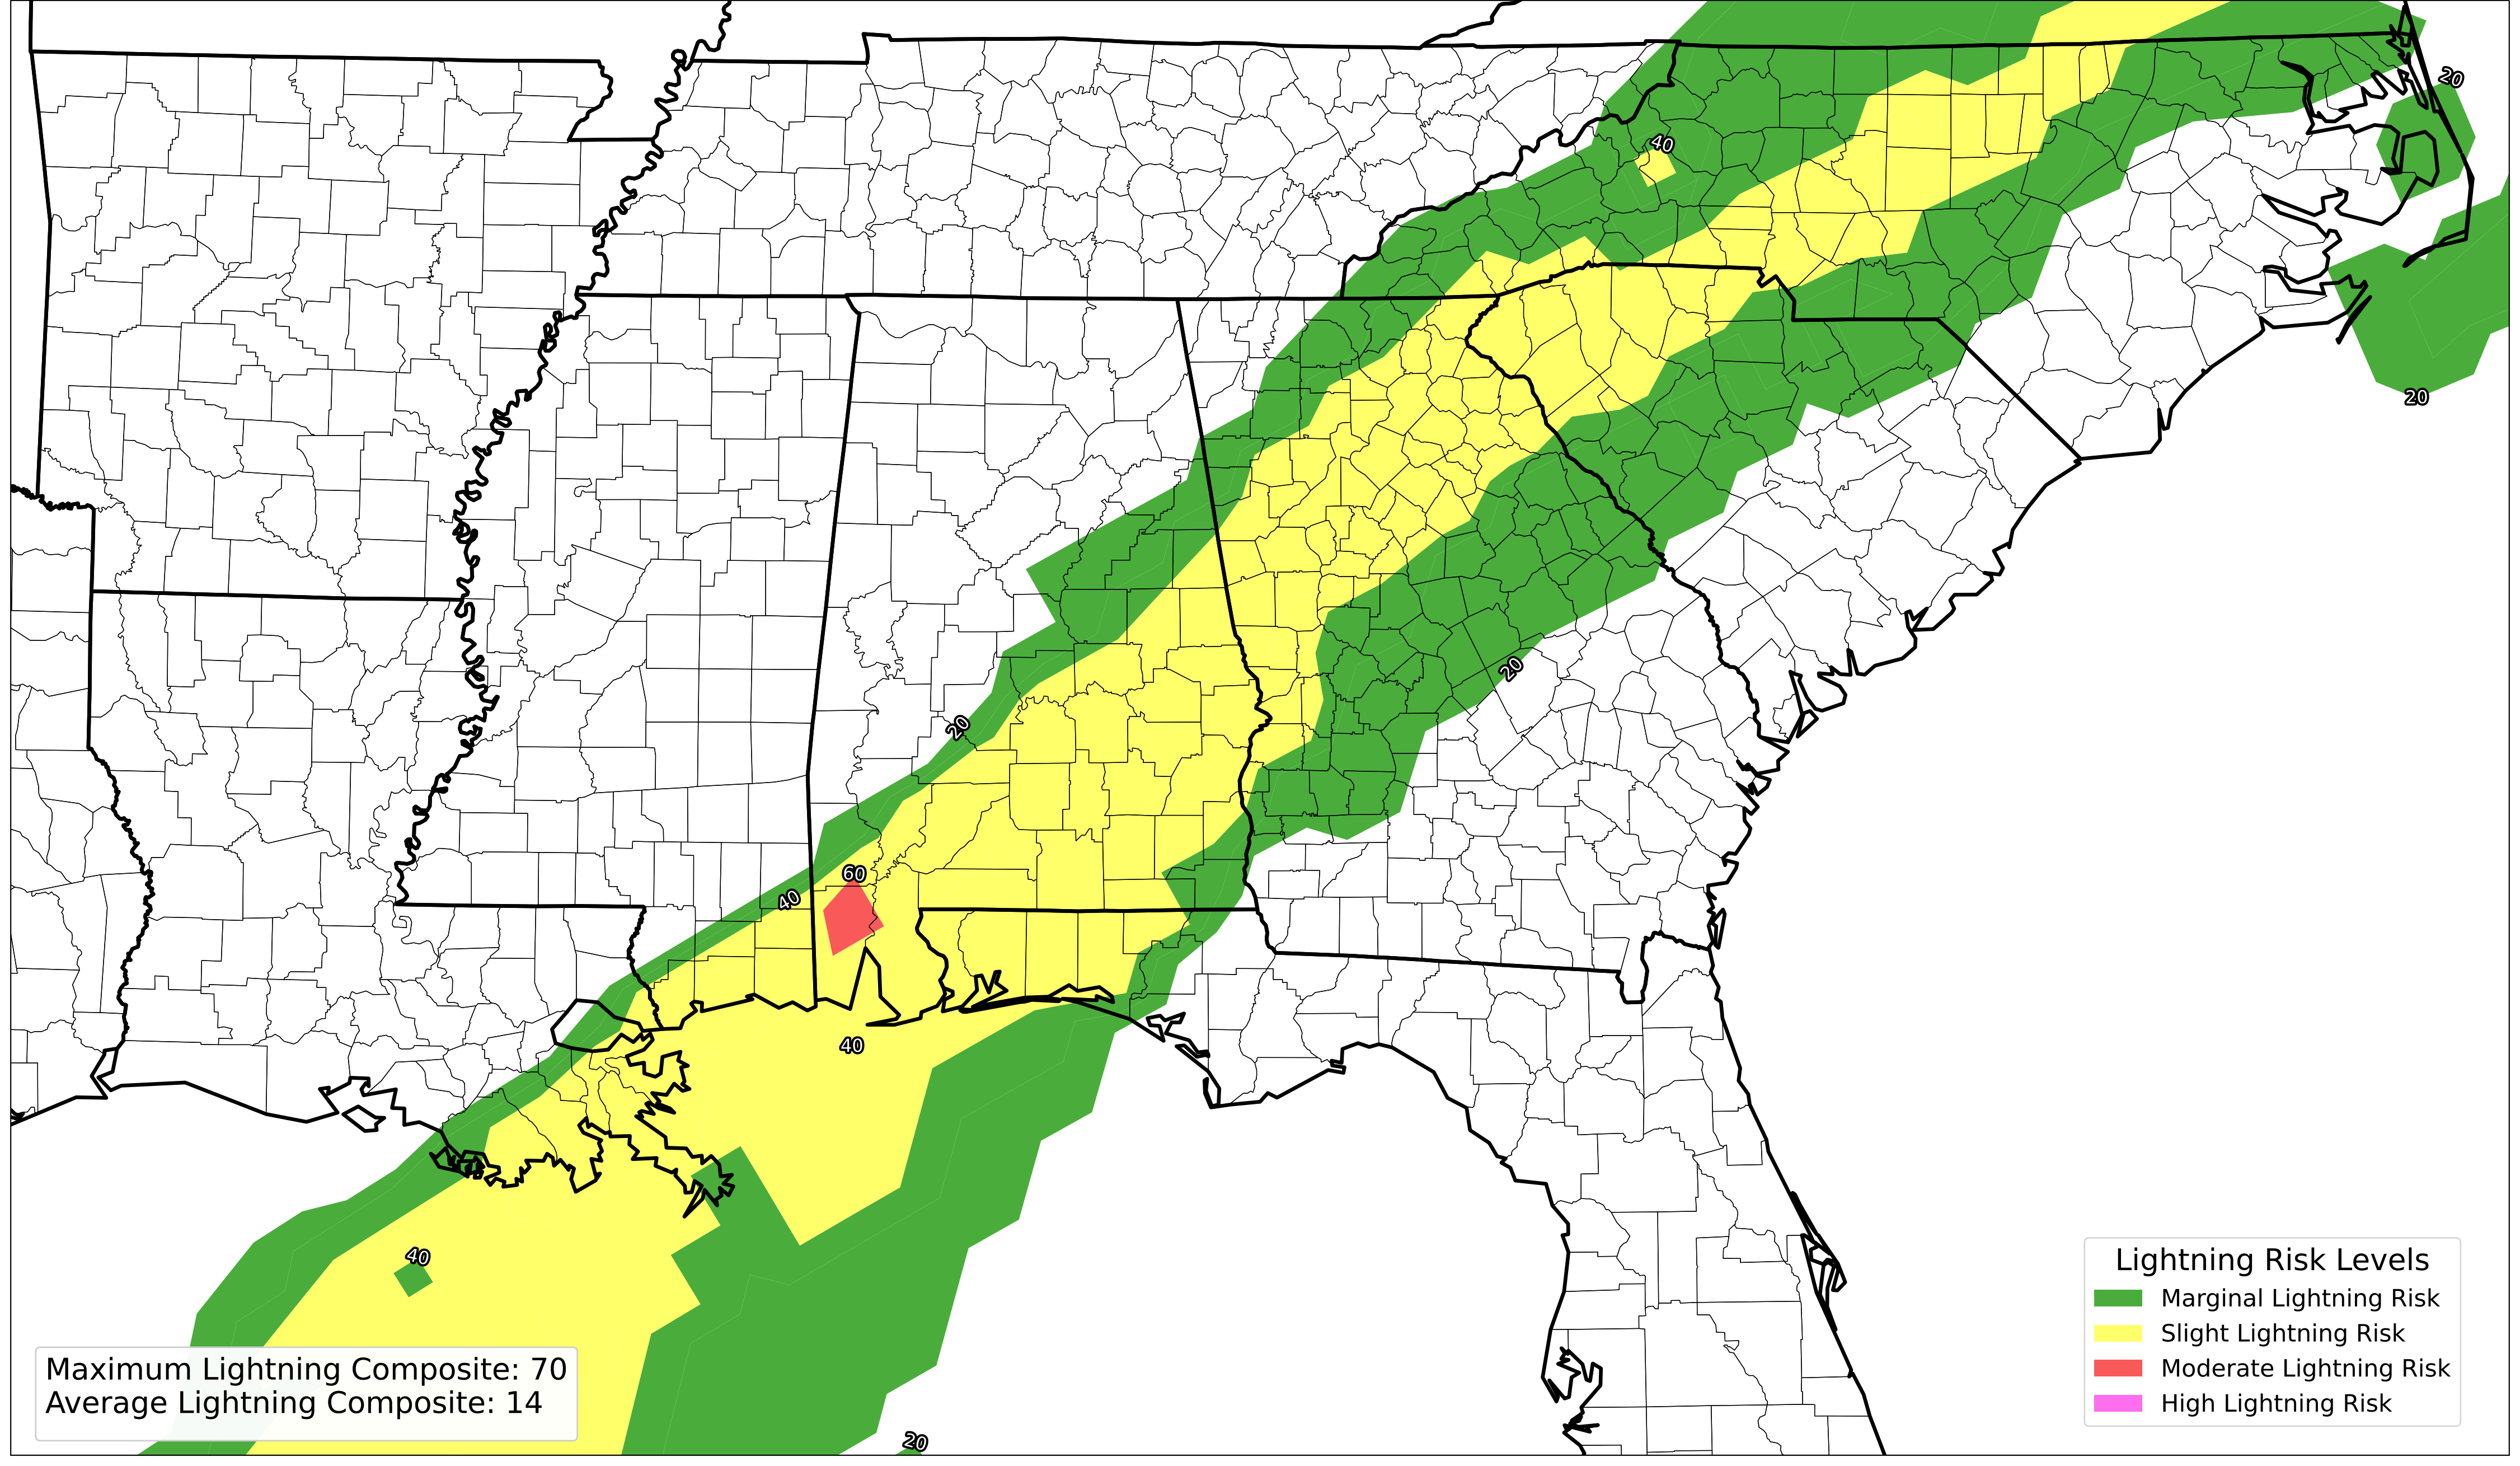 20
40
20
20
20
60
40
40
40
20
Lightning Risk Levels
Marginal Lightning Risk
Slight Lightning Risk
Moderate Lightning Risk
High Lightning Risk
Maximum Lightning Composite: 70
Average Lightning Composite: 14